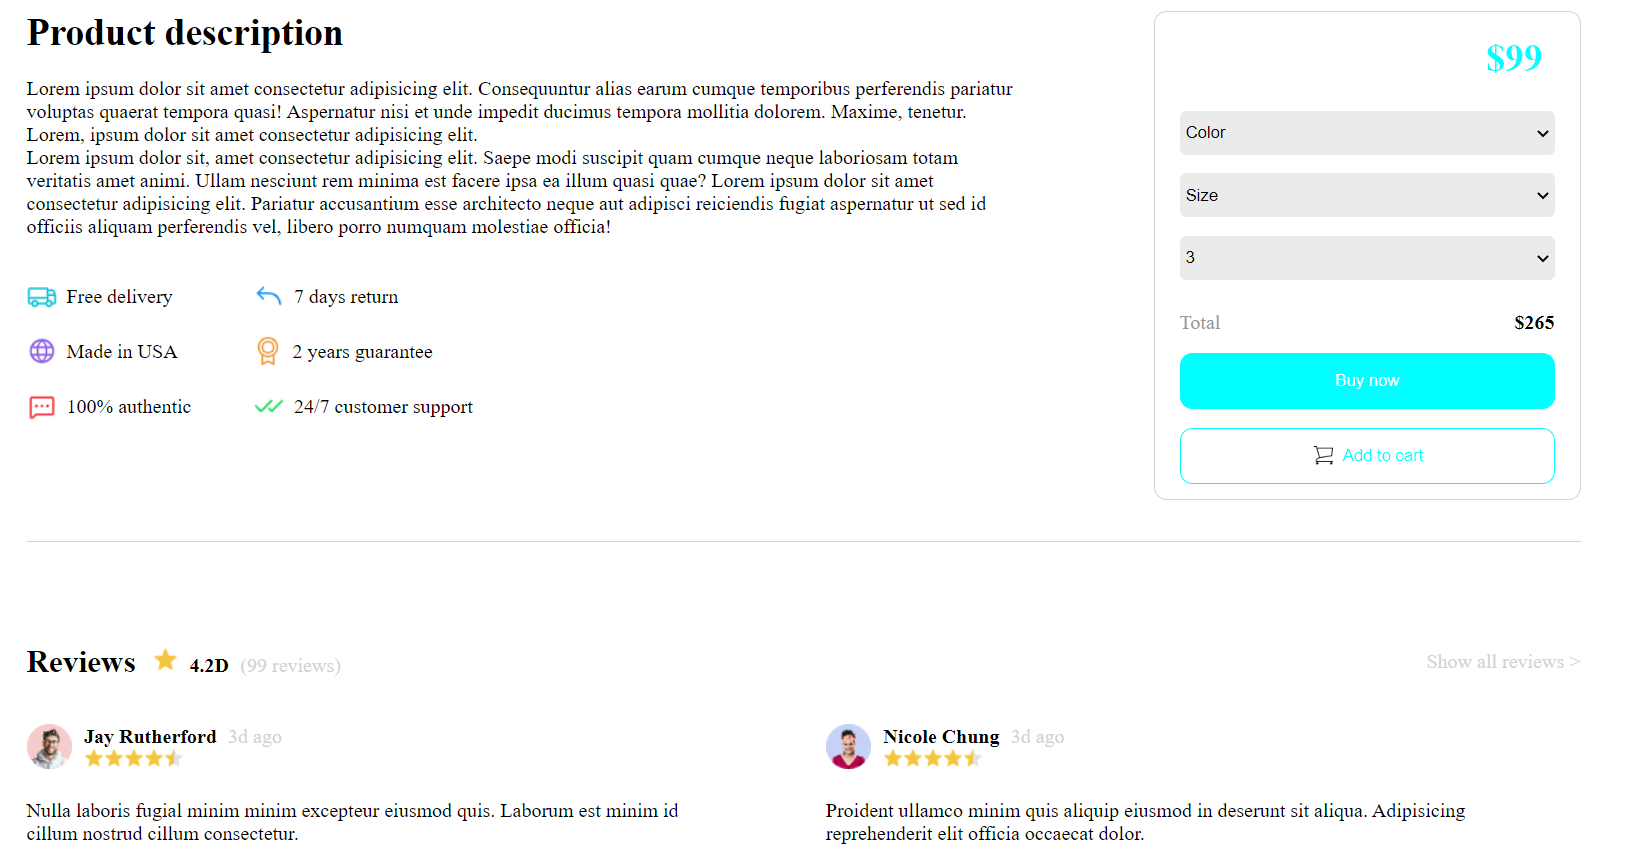 Product description
Lorem ipsum dolor sit amet consectetur adipisicing elit. Consequuntur alias earum cumque temporibus perferendis pariatur
voluptas quaerat tempora quasi! Aspernatur nisi et unde impedit ducimus tempora mollitia dolorem. Maxime, tenetur.
Lorem, ipsum dolor sit amet consectetur adipisicing elit.
Lorem ipsum dolor sit, amet consectetur adipisicing elit. Saepe modi suscipit quam cumque neque laboriosam totam
veritatis amet animi. Ullam nesciunt rem minima est facere ipsa ea illum quasi quae? Lorem ipsum dolor sit amet
consectetur adipisicing elit. Pariatur accusantium esse architecto neque aut adipisci reiciendis fugiat aspernatur ut sed id
officiis aliquam perferendis vel, libero porro numquam molestiae officia!
Free delivery
7 days return
Made in USA
2 years guarantee
100% authentic
24/7 customer support
$99
Color
Size
3
Total $265
Buy now
Add to cart
Reviews 4.2D (99 reviews)
Show all reviews >
Jay Rutherford 3d ago
Nulla laboris fugial minim minim excepteur eiusmod quis. Laborum est minim id
cillum nostrud cillum consectetur.
Nicole Chung 3d ago
Proident ullamco minim quis aliquip eiusmod in deserunt sit aliqua. Adipisicing
reprehenderit elit officia occaecat dolor.